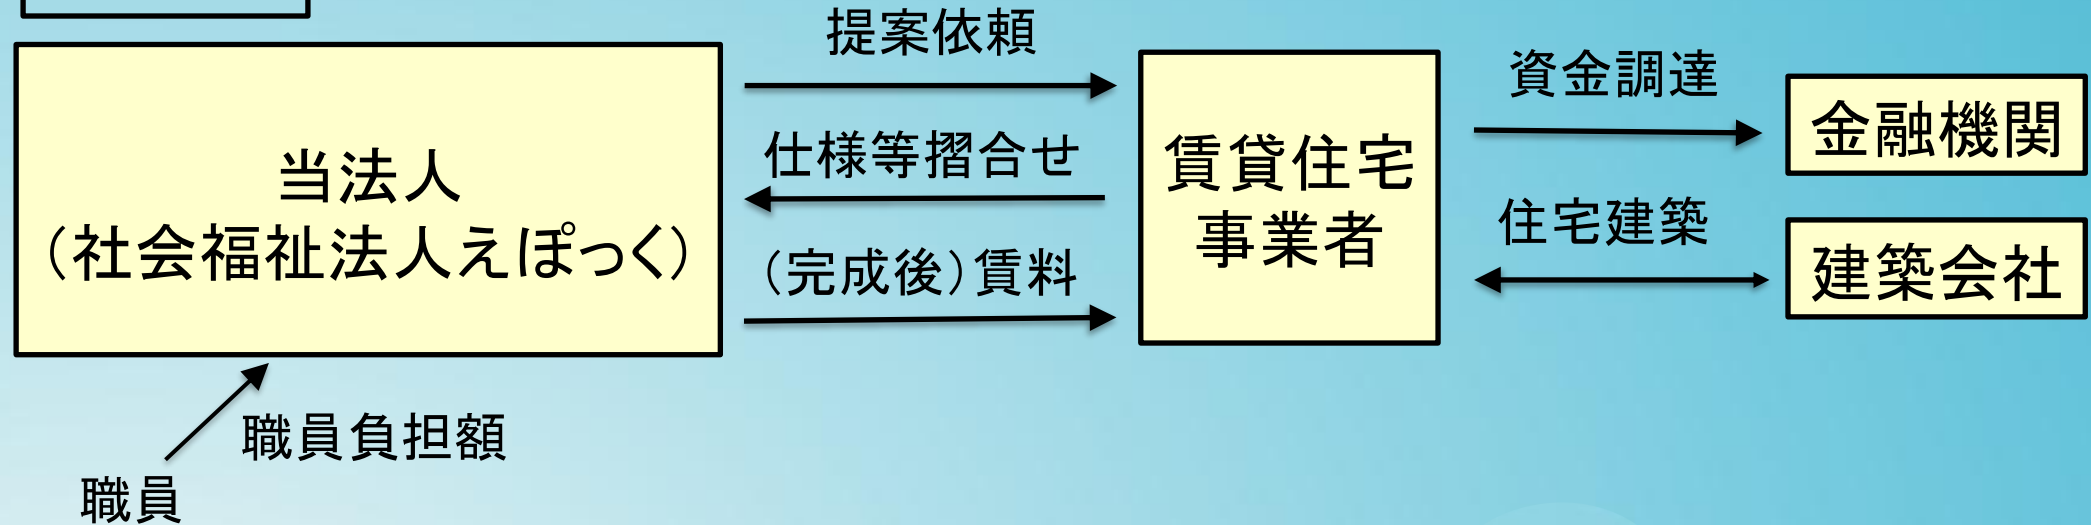 提案依頼
資金調達
金融機関
当法人
(社会福祉法人えぽっく)
仕様等摺合せ
賃貸住宅
事業者
住宅建築
建築会社
(完成後)賃料
職員負担額
職員